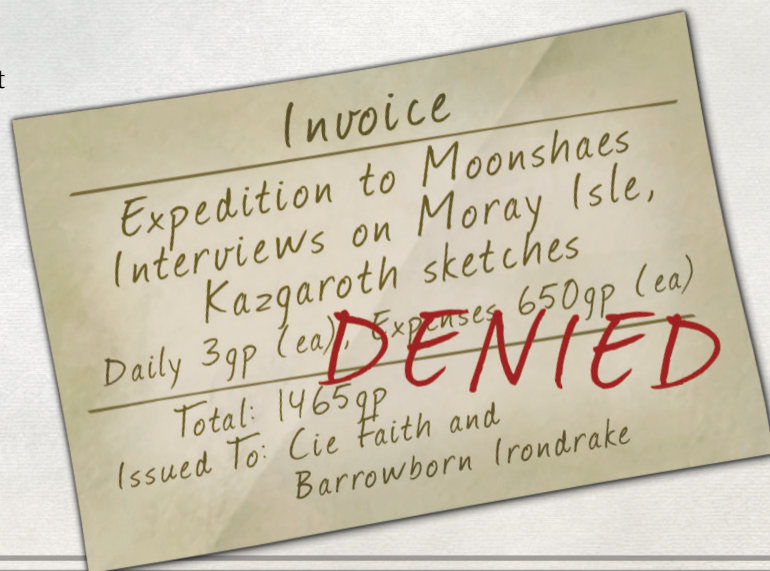 t
Invoice
Expedition to Moonshaes
Interviews on Moray Isle,
Kazgaroth sketches
Daily 3gp (ea), Expenses 650gp (ea)
DENIED
Total: 1465gp
Issued To: Cie Faith and
Barrowborn Irondrake